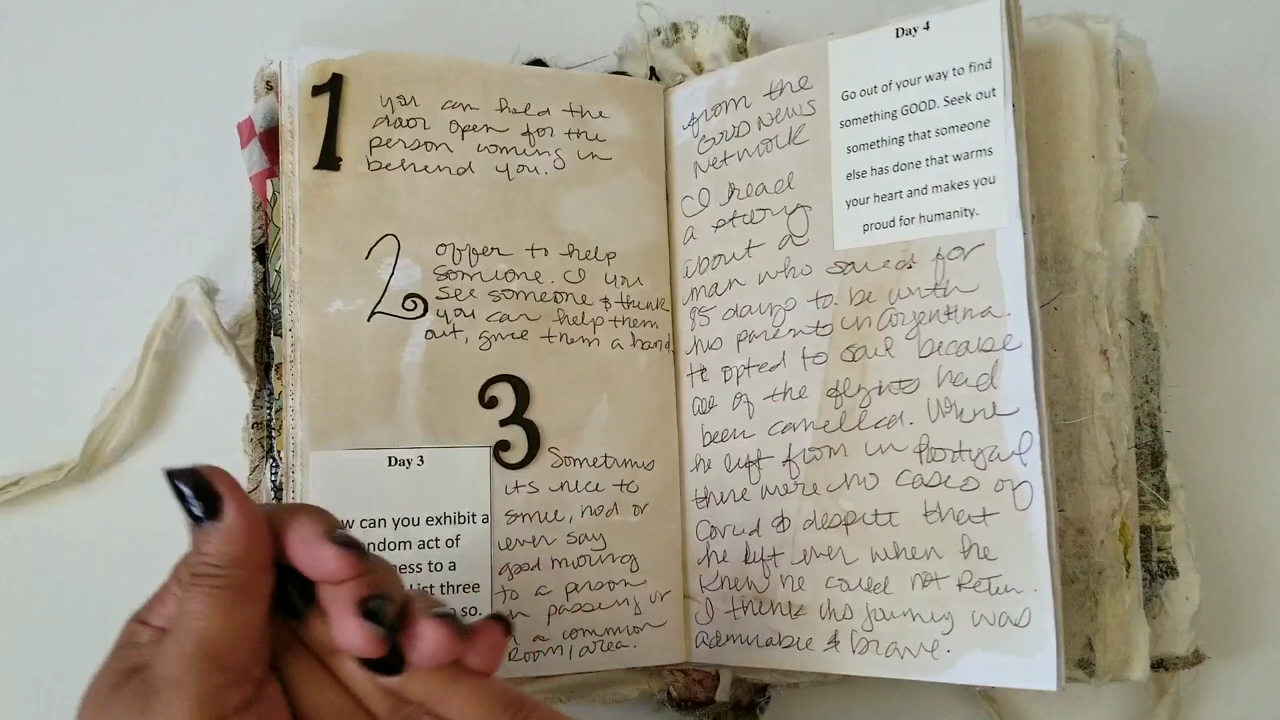 1
you can hold the
door open for the
person coming in
behind you.
2
offer to help
someone. If you
see someone & think
you can help them
out, give them a hand.
3
Sometimes
its nice to
smile, nod or
even say
good morning
to a person
in passing or
in a common
Room/area.
Day 3
w can you exhibit a
ndom act of
ness to a
list three
so.
from the
GOOD NEWS
Network
I read
a story
about a
man who sailed for
85 days to be with
his parents in Argentina.
He opted to sail because
all of the flights had
been cancelled. Where
he left from in Portugal
there were no cases of
Covid & despite that
he left even when he
knew he could not Return.
I think his journey was
admirable & brave.
Day 4
Go out of your way to find
something GOOD. Seek out
something that someone
else has done that warms
your heart and makes you
proud for humanity.